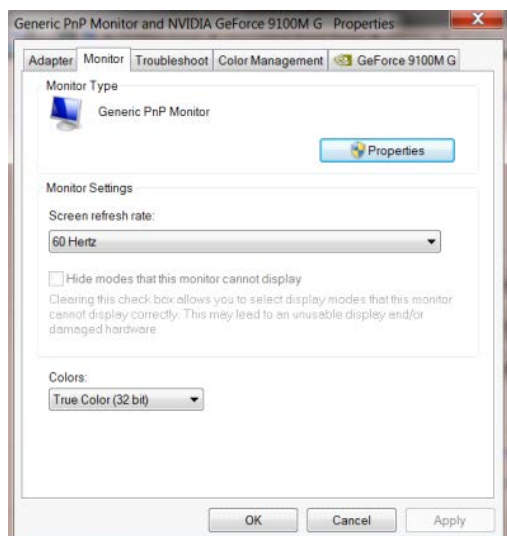 Generic PnP Monitor and NVIDIA GeForce 9100M G Properties
X
Adapter Monitor Troubleshoot Color Management GeForce 9100M G
Monitor Type
Generic PnP Monitor
Properties
Monitor Settings
Screen refresh rate:
60 Hertz
Hide modes that this monitor cannot display
Clearing this check box allows you to select display modes that this monitor
cannot display correctly. This may lead to an unusable display and/or
damaged hardware.
Colors:
True Color (32 bit)
OK Cancel Apply